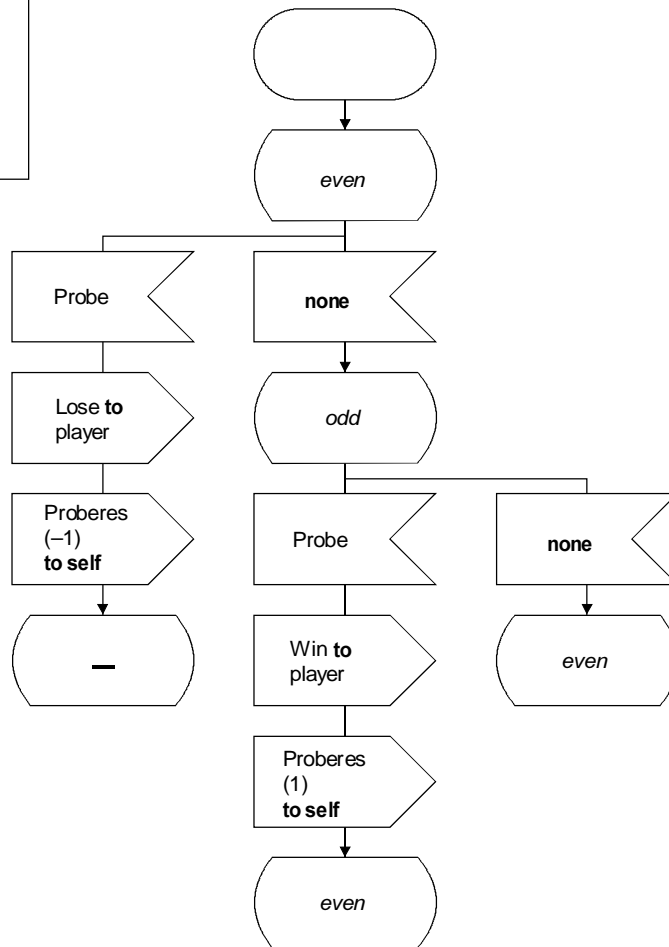 even
Probe
none
Lose to
player
odd
Proberes
(–1)
to self
Probe
none
–
Win to
player
even
Proberes
(1)
to self
even